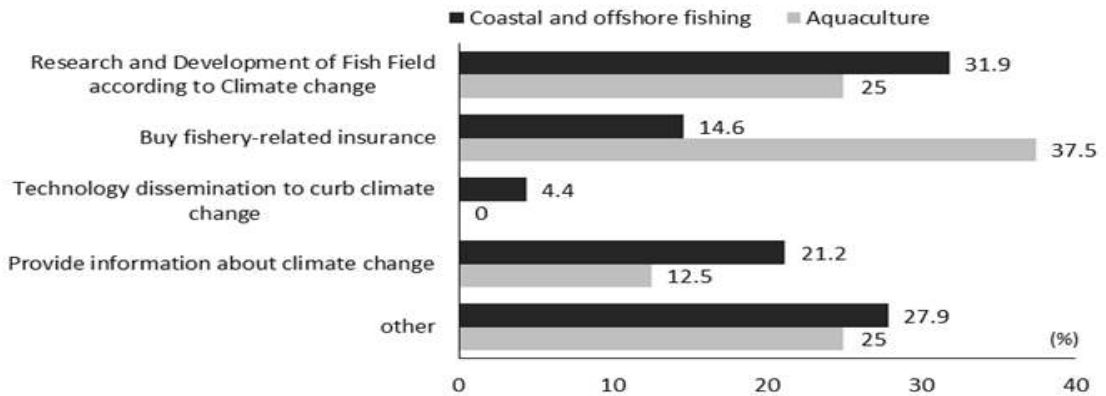 Coastal and offshore fishing Aquaculture
Research and Development of Fish Field
according to Climate change
31.9
25
Buy fishery-related insurance
14.6
37.5
Technology dissemination to curb climate
change
4.4
0
Provide information about climate change
21.2
12.5
other
27.9
25
(%)
0 10 20 30 40